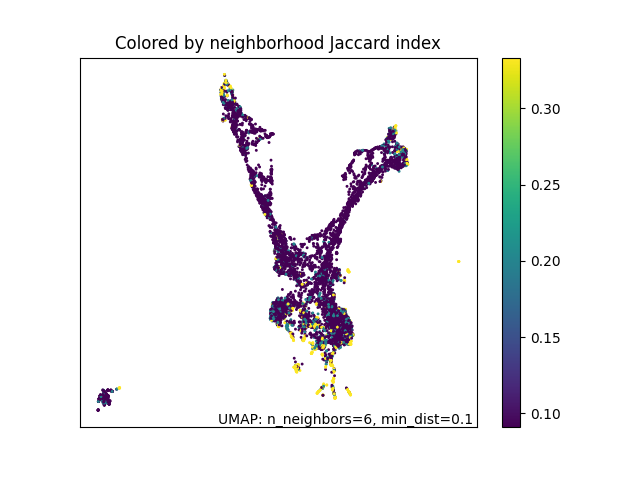 Colored by neighborhood Jaccard index
0.30
0.25
0.20
0.15
0.10
UMAP: n_neighbors=6, min_dist=0.1